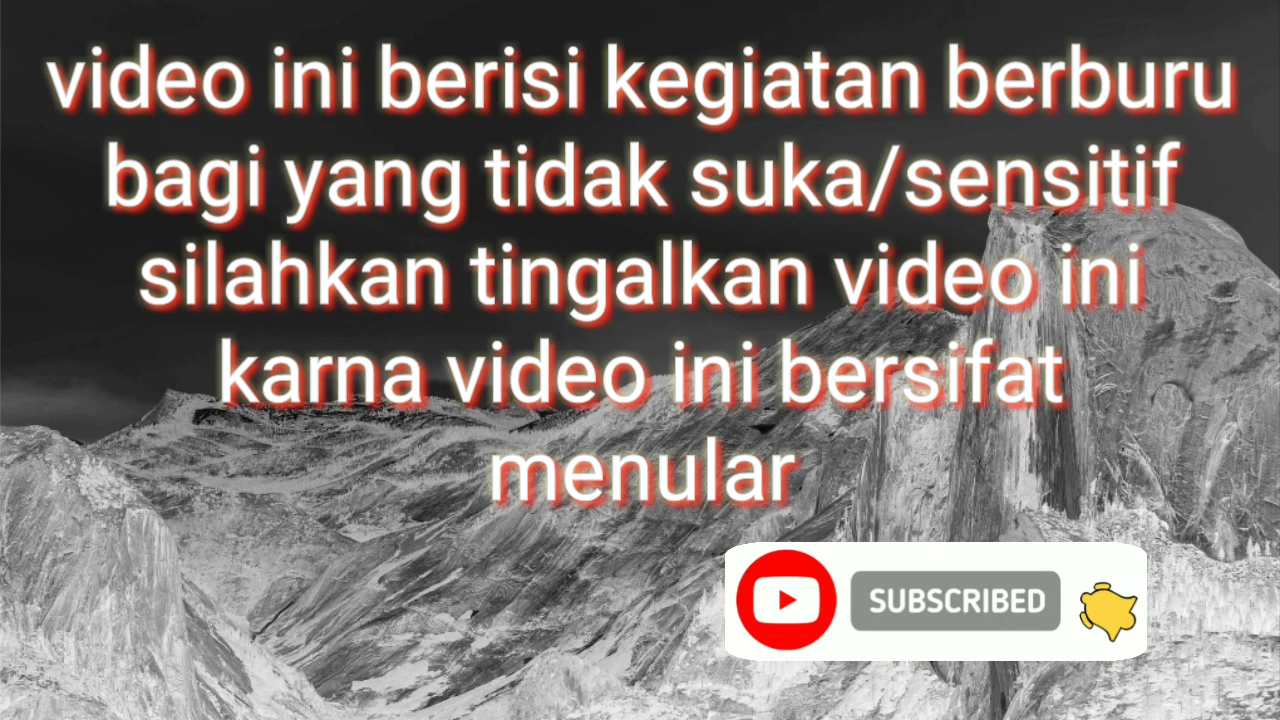 video ini berisi kegiatan berburu
bagi yang tidak suka/sensitif
silahkan tingalkan video ini
karna video ini bersifat
menular
SUBSCRIBED